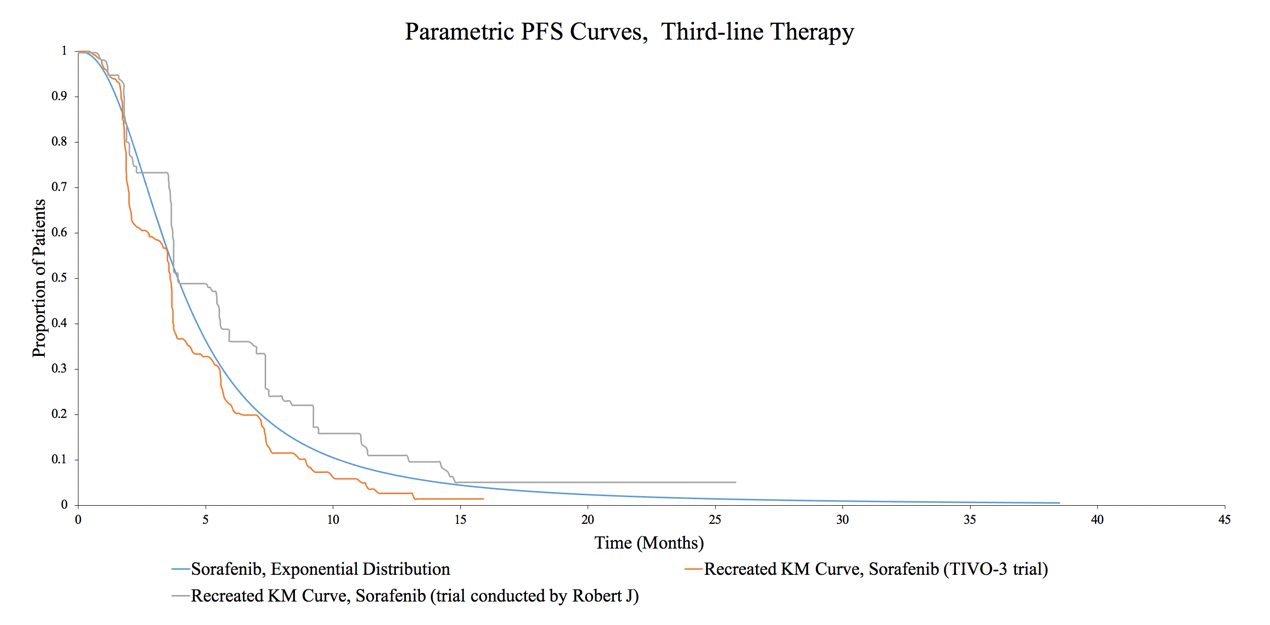 Parametric PFS Curves,  Third-line Therapy
1
0.9
0.8
0.7
0.6
0.5
0.4
0.3
0.2
0.1
0
Proportion of Patients
0 5 10 15 20 25 30 35 40 45
Time (Months)
Sorafenib, Exponential Distribution Recreated KM Curve, Sorafenib (TIVO-3 trial)
Recreated KM Curve, Sorafenib (trial conducted by Robert J)